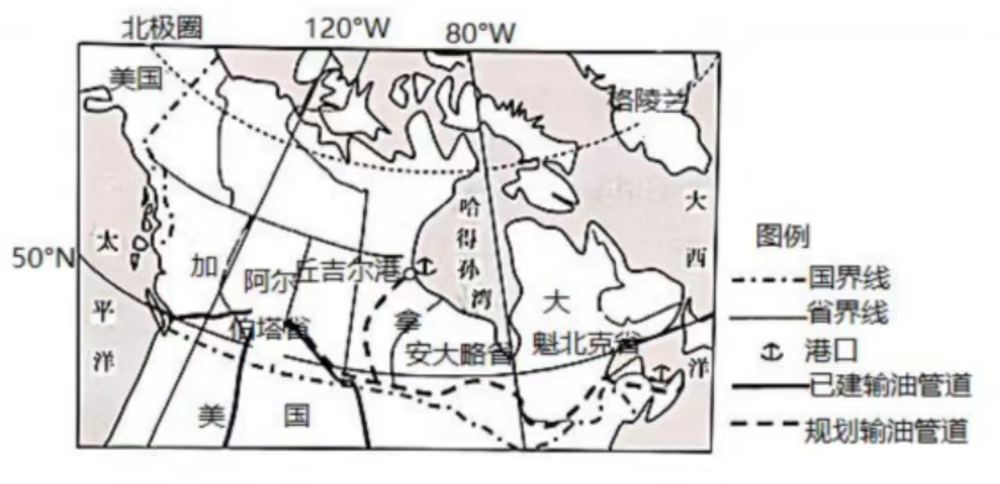 北极圈
120°W
80°W
美国
格陵兰
大
西
洋
哈
得
孙
湾
太
平
洋
50°N
加
拿
大
阿尔
伯塔省
丘吉尔港
安大略省
魁北克省
美
国
图例
国界线
省界线
港口
已建输油管道
规划输油管道